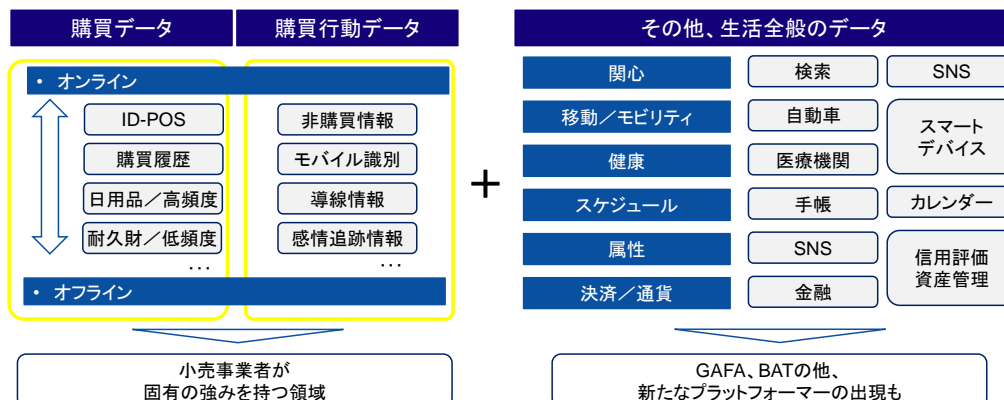 購買データ
購買行動データ
・ オンライン
ID-POS
購買履歴
日用品／高頻度
耐久財／低頻度
…
非購買情報
モバイル識別
導線情報
感情追跡情報
…
・ オフライン
小売事業者が
固有の強みを持つ領域
＋
その他、生活全般のデータ
関心
検索
SNS
移動／モビリティ
自動車
スマート
デバイス
健康
医療機関
スケジュール
手帳
カレンダー
属性
SNS
信用評価
資産管理
決済／通貨
金融
GAFA、BATの他、
新たなプラットフォーマーの出現も